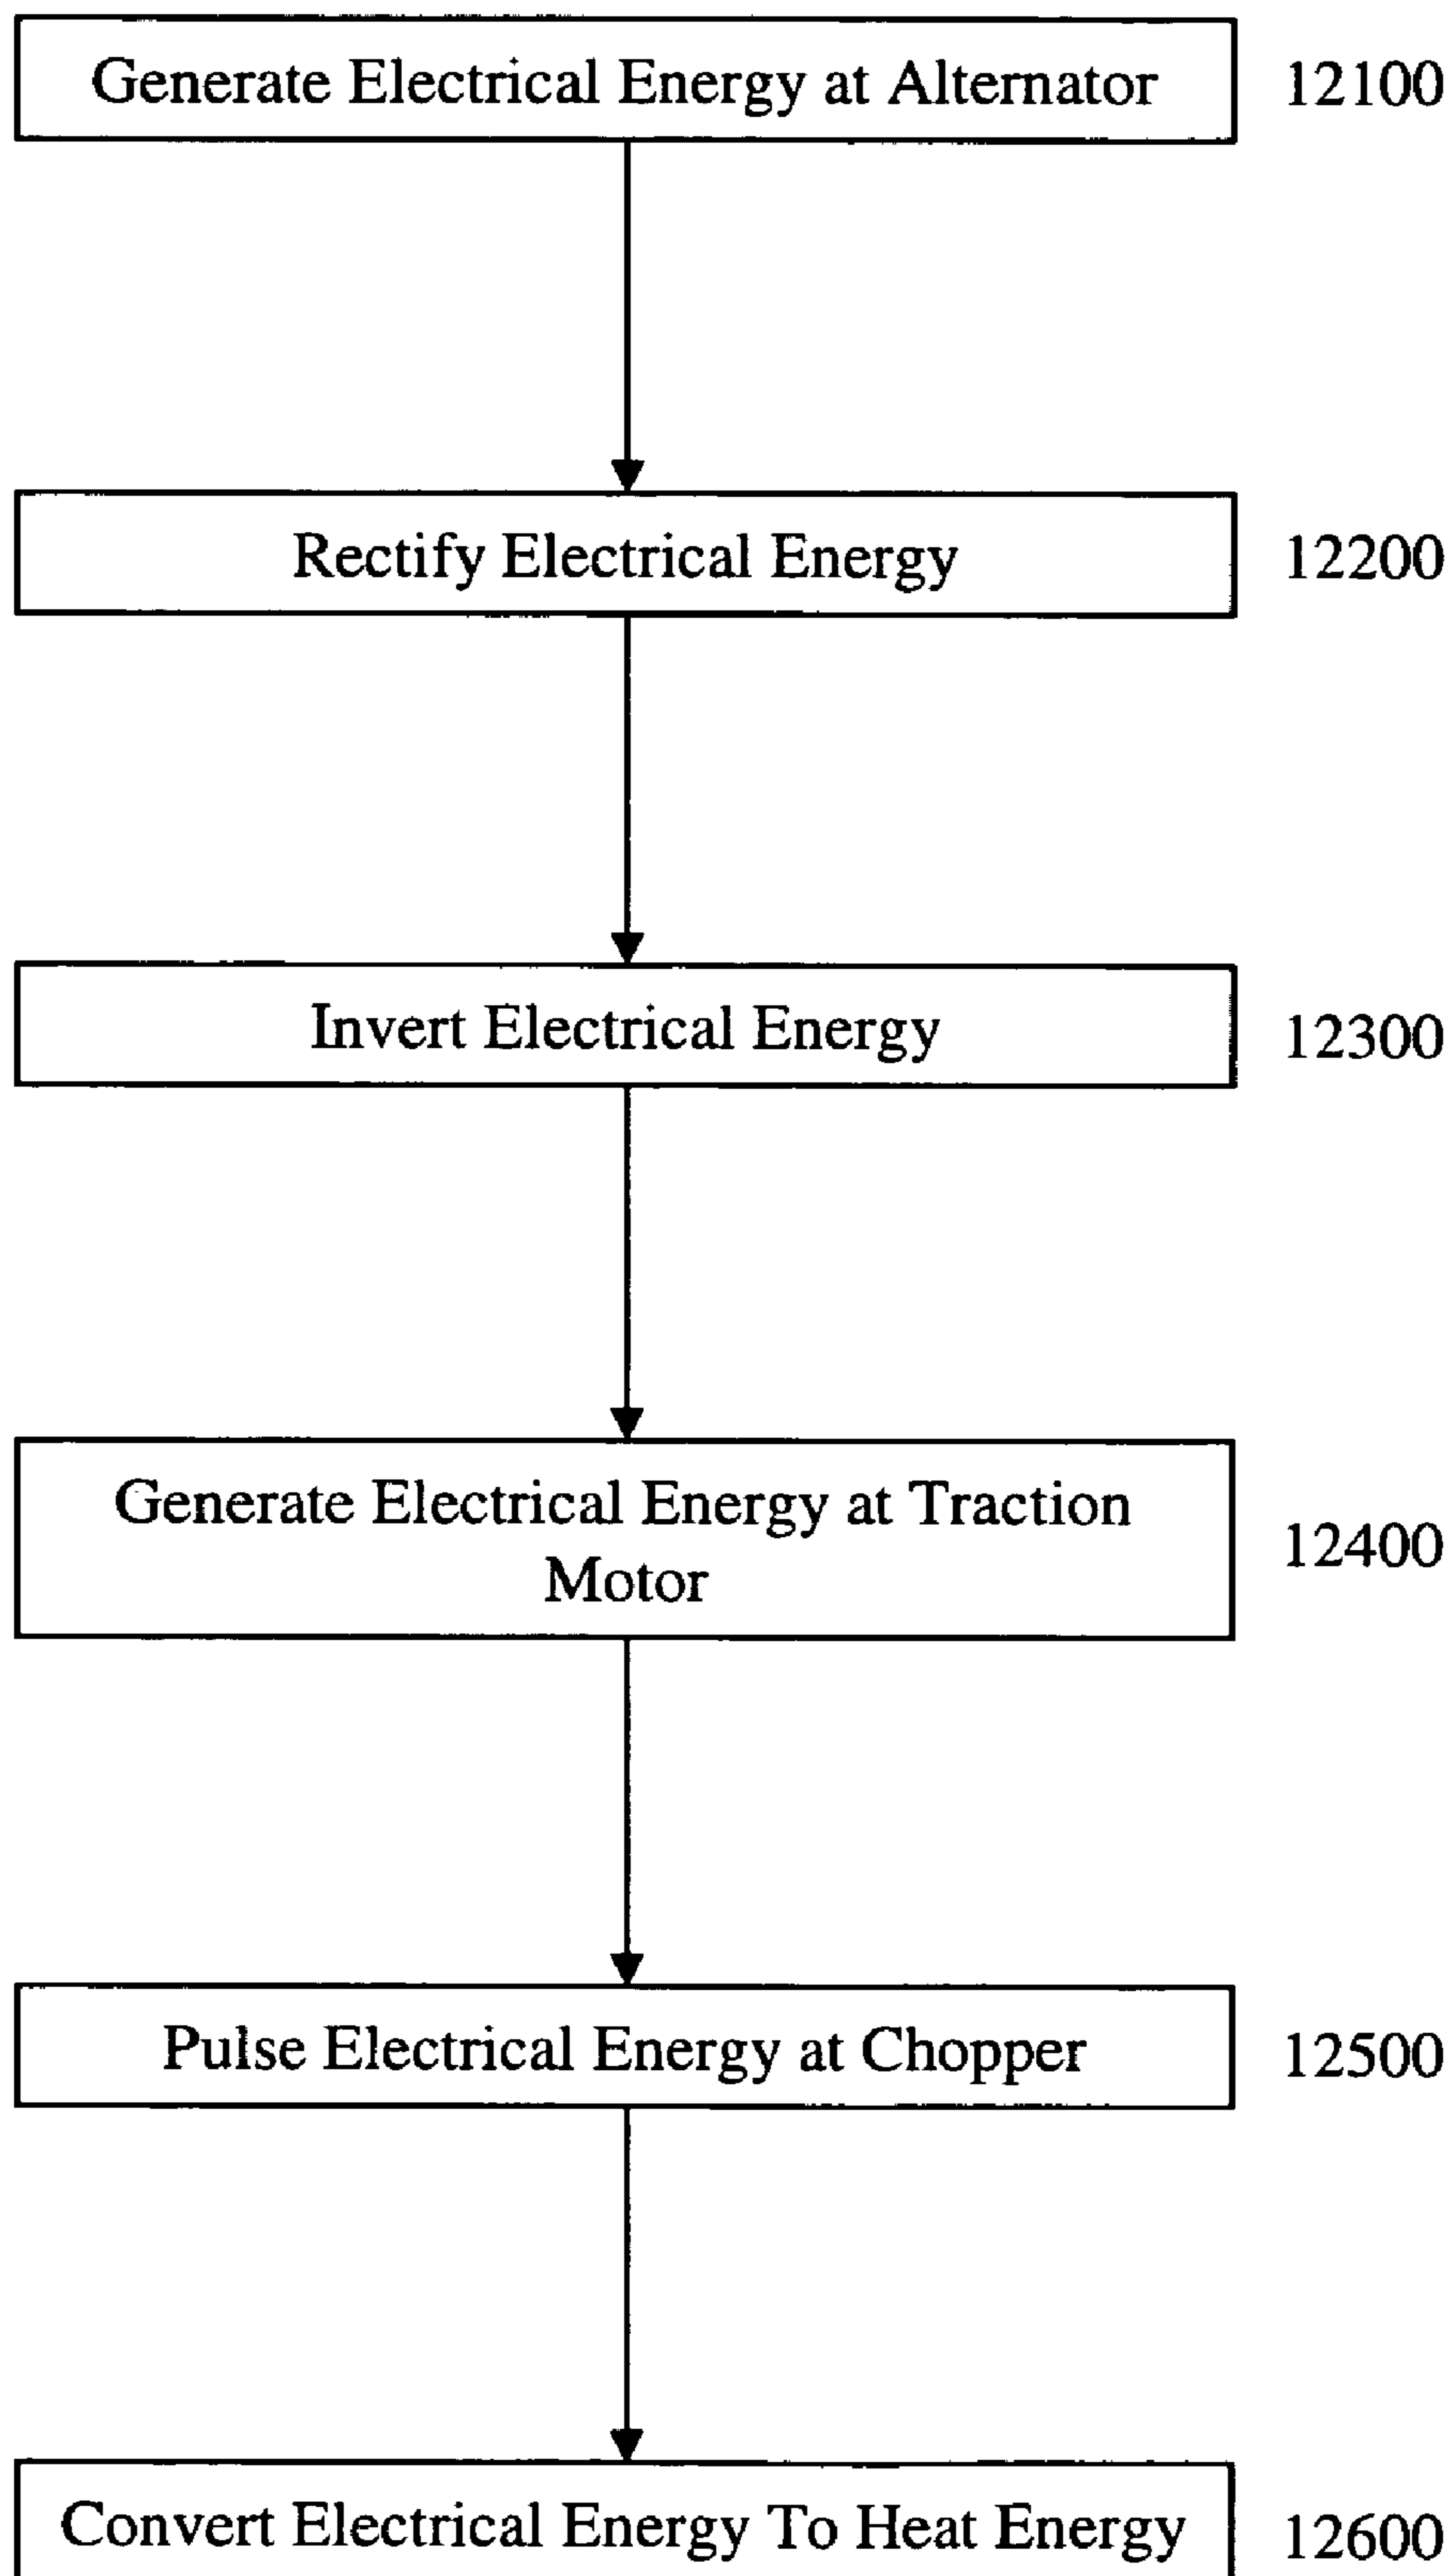 Generate Electrical Energy at Alternator 12100
Rectify Electrical Energy 12200
Invert Electrical Energy 12300
Generate Electrical Energy at Traction
Motor
12400
Pulse Electrical Energy at Chopper 12500
Convert Electrical Energy To Heat Energy 12600